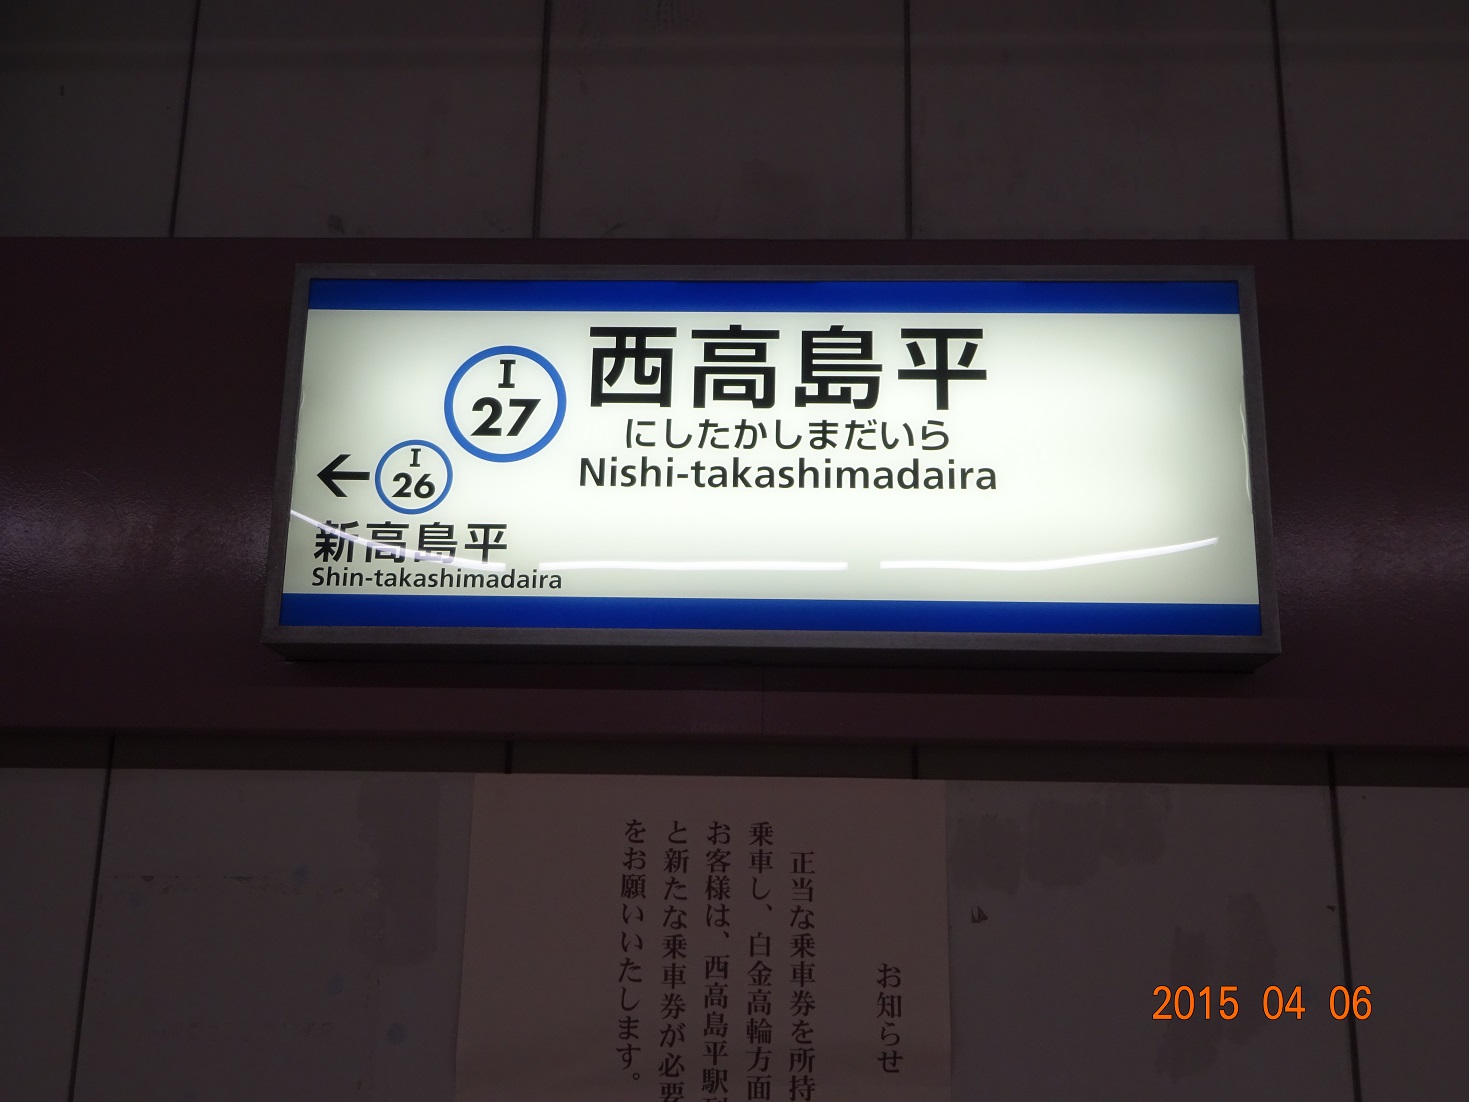 I
27
西高島平
にしたかしまだいら
Nishi-takashimadaira
←
I
26
新高島平
Shin-takashimadaira
お知らせ
正当な乗車券を所持
乗車し、白金高輪方面
お客様は、西高島平駅
と新たな乗車券が必要
をお願いいたします。
2015 04 06